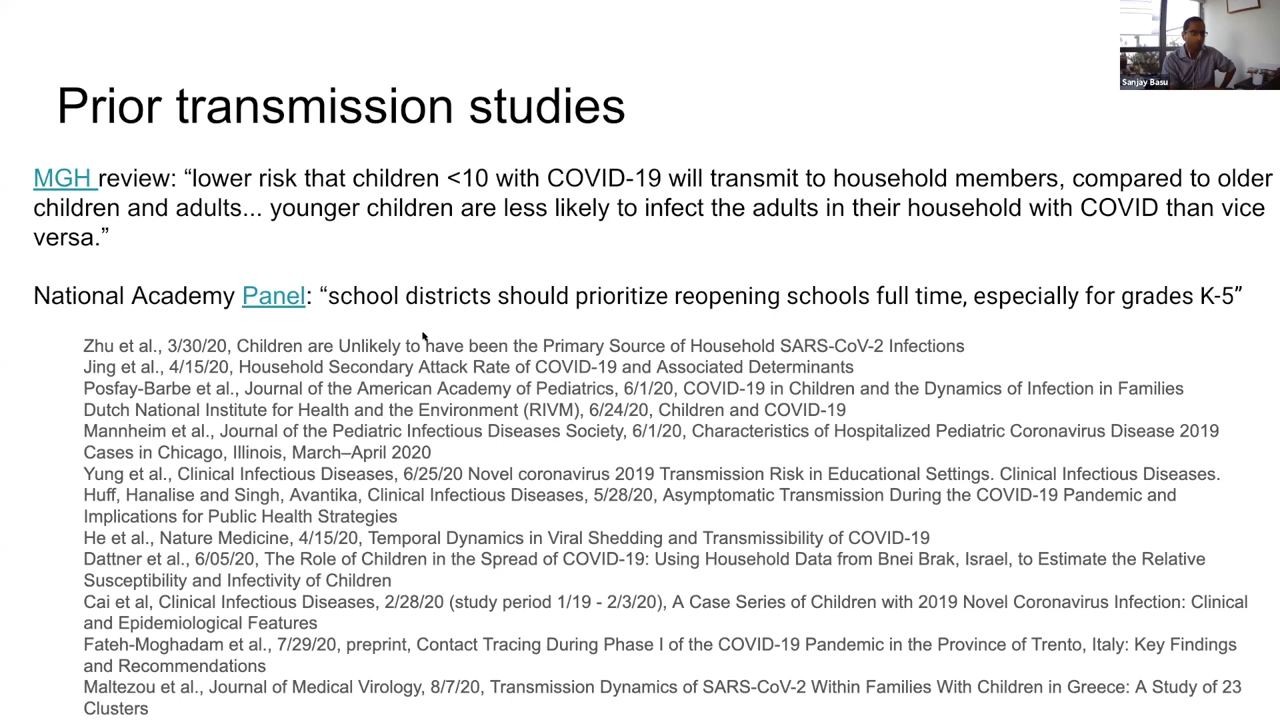 Sanjay Basu
Prior transmission studies
MGH review: “lower risk that children <10 with COVID-19 will transmit to household members, compared to older
children and adults... younger children are less likely to infect the adults in their household with COVID than vice
versa.”
National Academy Panel: “school districts should prioritize reopening schools full time, especially for grades K-5”
Zhu et al., 3/30/20, Children are Unlikely to have been the Primary Source of Household SARS-CoV-2 Infections
Jing et al., 4/15/20, Household Secondary Attack Rate of COVID-19 and Associated Determinants
Posfay-Barbe et al., Journal of the American Academy of Pediatrics, 6/1/20, COVID-19 in Children and the Dynamics of Infection in Families
Dutch National Institute for Health and the Environment (RIVM), 6/24/20, Children and COVID-19
Mannheim et al., Journal of the Pediatric Infectious Diseases Society, 6/1/20, Characteristics of Hospitalized Pediatric Coronavirus Disease 2019
Cases in Chicago, Illinois, March–April 2020
Yung et al., Clinical Infectious Diseases, 6/25/20 Novel coronavirus 2019 Transmission Risk in Educational Settings. Clinical Infectious Diseases.
Huff, Hanalise and Singh, Avantika, Clinical Infectious Diseases, 5/28/20, Asymptomatic Transmission During the COVID-19 Pandemic and
Implications for Public Health Strategies
He et al., Nature Medicine, 4/15/20, Temporal Dynamics in Viral Shedding and Transmissibility of COVID-19
Dattner et al., 6/05/20, The Role of Children in the Spread of COVID-19: Using Household Data from Bnei Brak, Israel, to Estimate the Relative
Susceptibility and Infectivity of Children
Cai et al, Clinical Infectious Diseases, 2/28/20 (study period 1/19 - 2/3/20), A Case Series of Children with 2019 Novel Coronavirus Infection: Clinical
and Epidemiological Features
Fateh-Moghadam et al., 7/29/20, preprint, Contact Tracing During Phase I of the COVID-19 Pandemic in the Province of Trento, Italy: Key Findings
and Recommendations
Maltezou et al., Journal of Medical Virology, 8/7/20, Transmission Dynamics of SARS-CoV-2 Within Families With Children in Greece: A Study of 23
Clusters